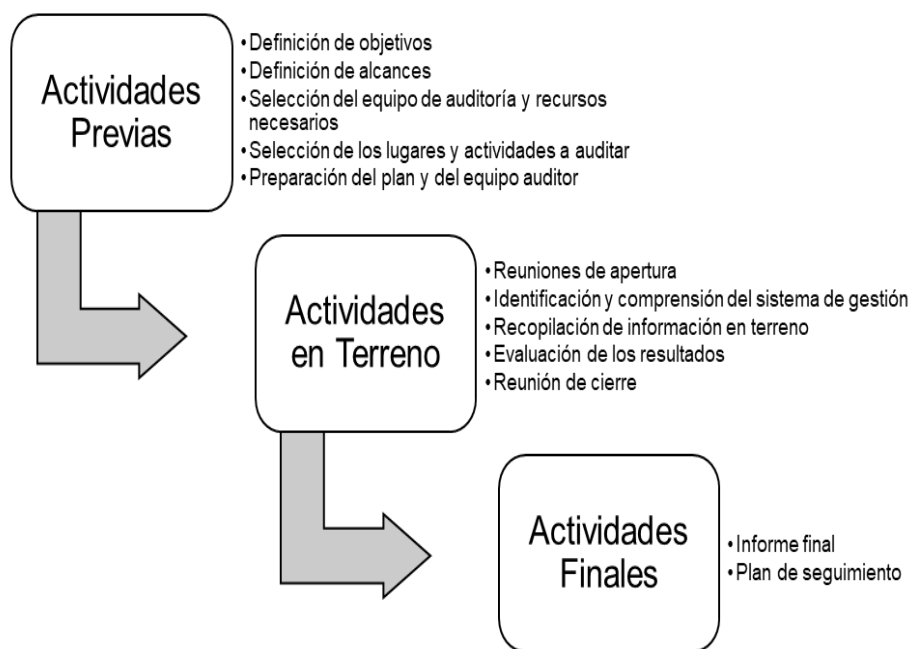 Actividades
Previas
•Definición de objetivos
•Definición de alcances
•Selección del equipo de auditoría y recursos
necesarios
•Selección de los lugares y actividades a auditar
•Preparación del plan y del equipo auditor
Actividades
en Terreno
•Reuniones de apertura
•Identificación y comprensión del sistema de gestión
•Recopilación de información en terreno
•Evaluación de los resultados
•Reunión de cierre
Actividades
Finales
•Informe final
•Plan de seguimiento